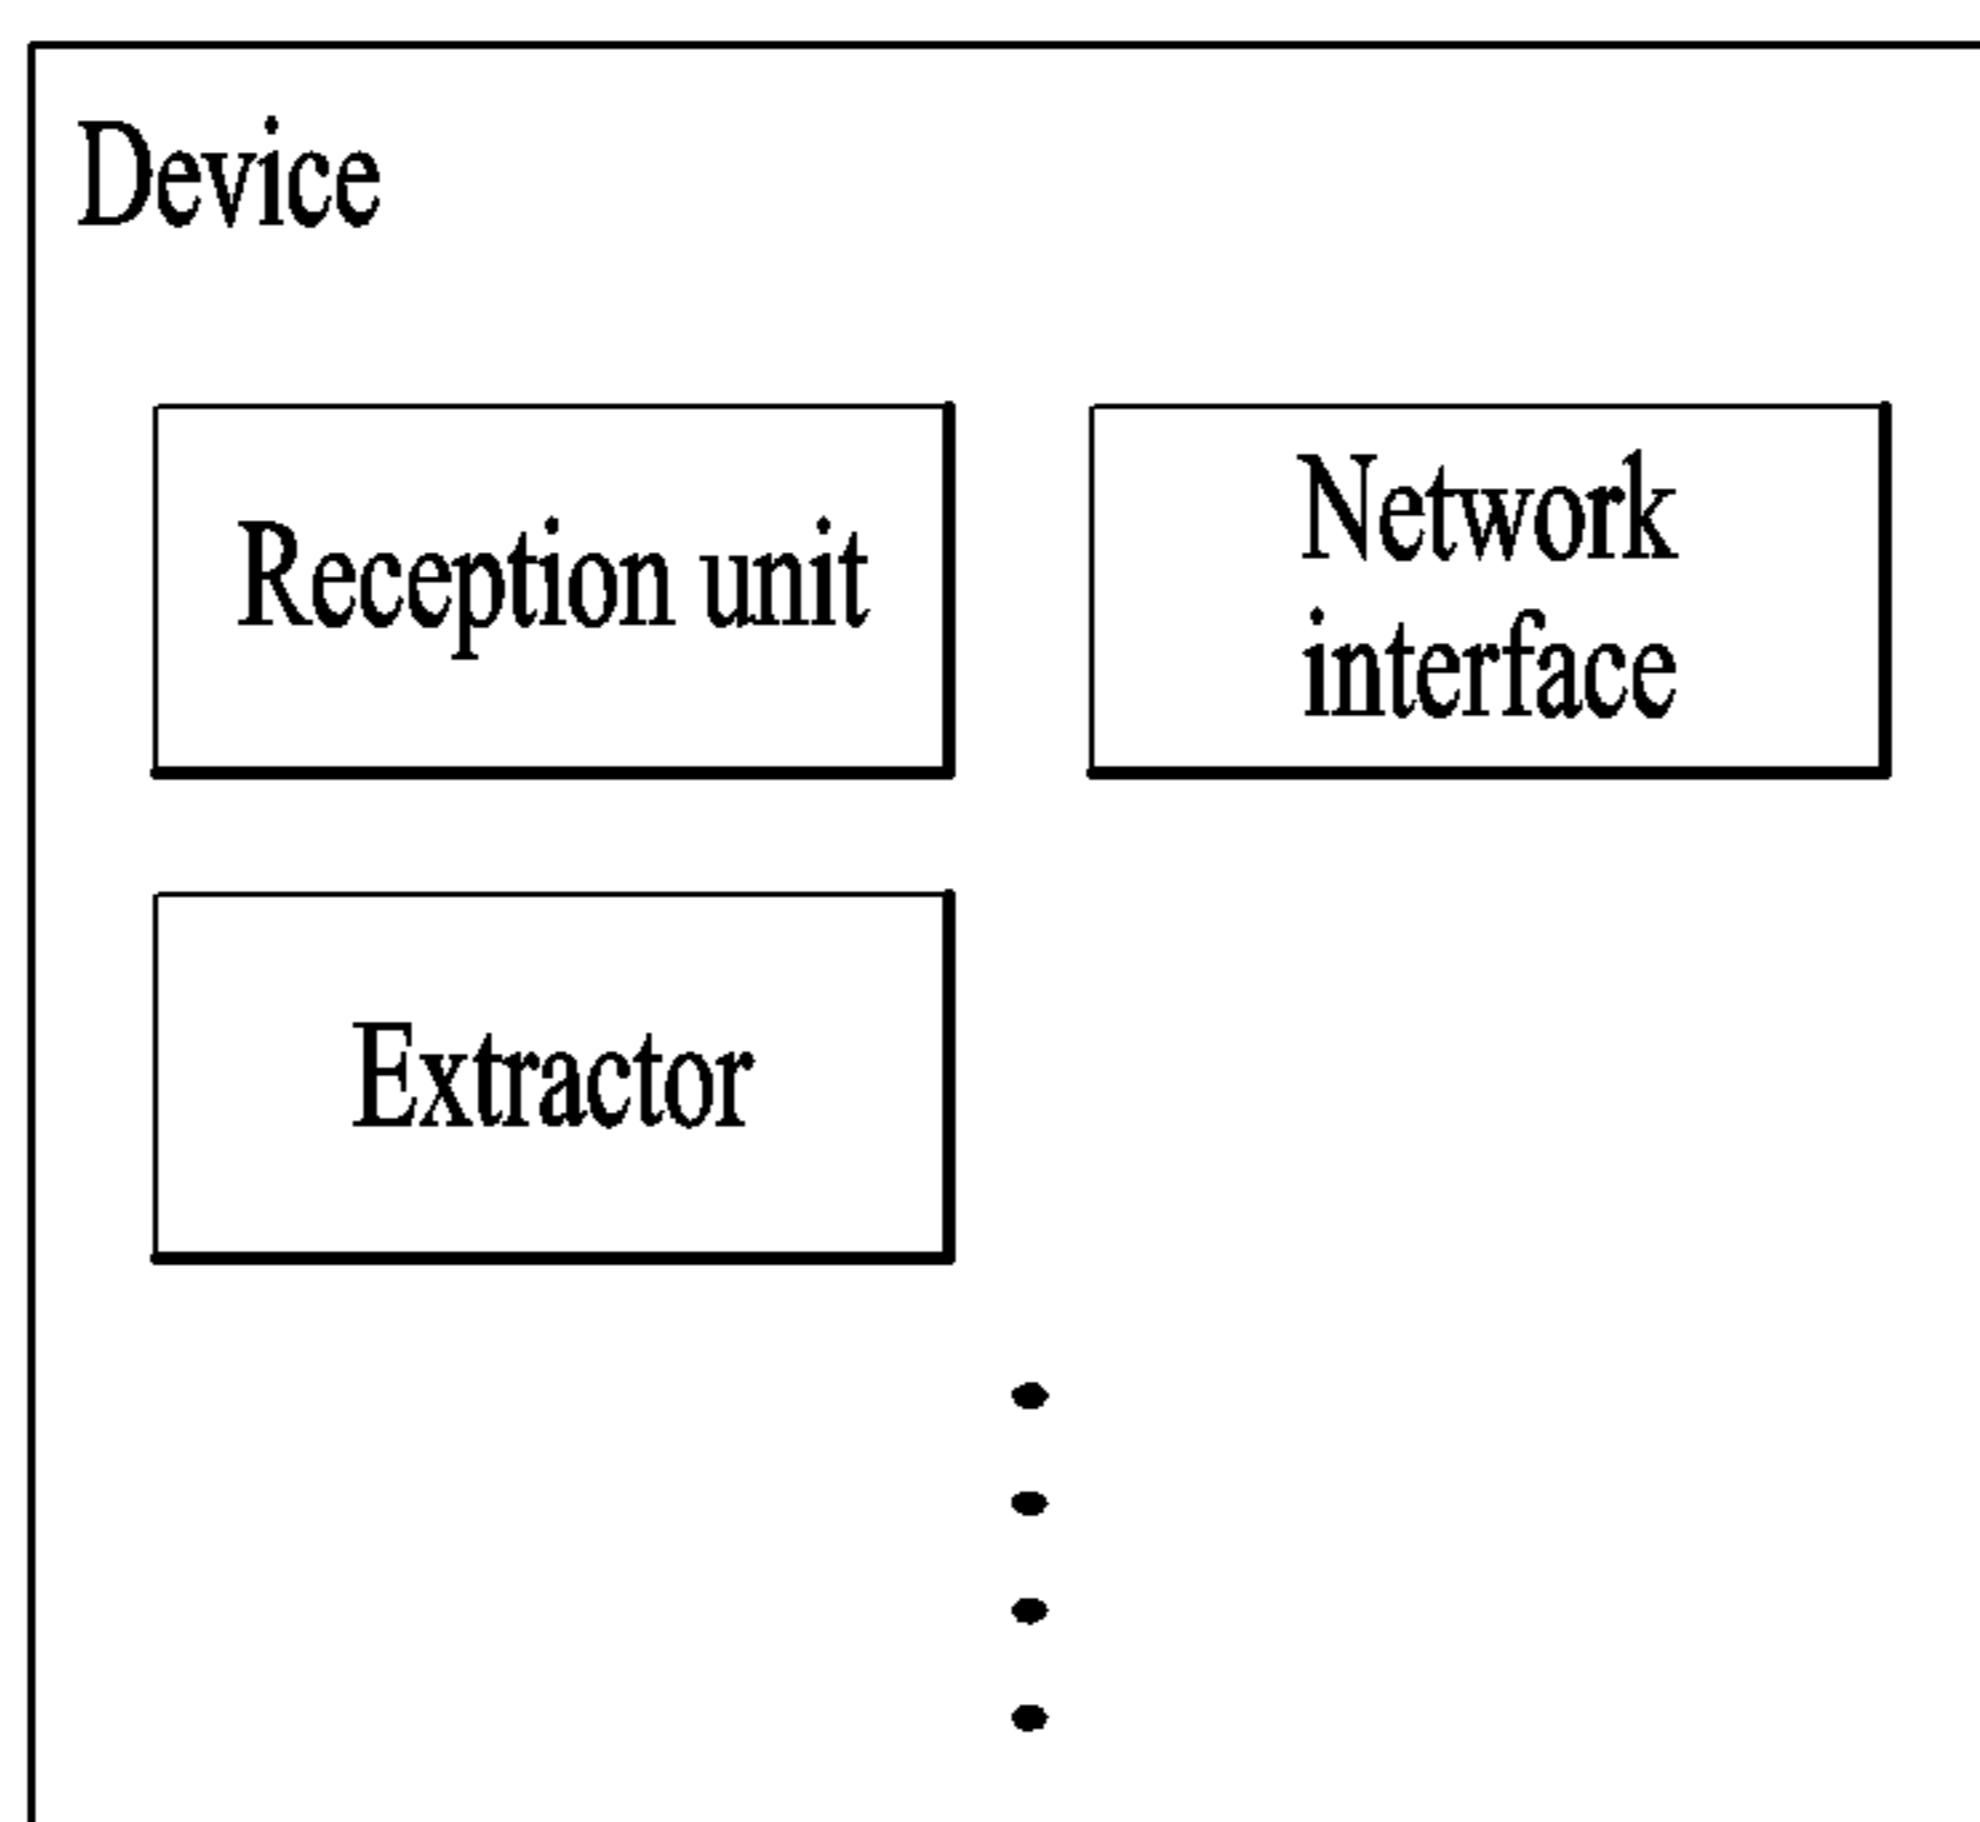 Device
Reception unit
Network
interface
Extractor